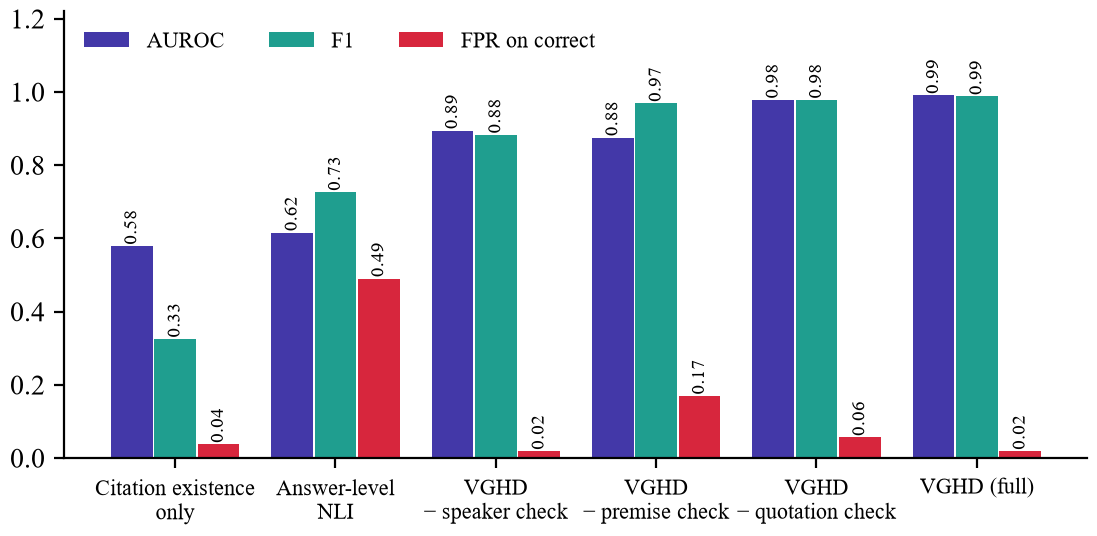 1.2
1.0
0.8
0.6
0.4
0.2
0.0
AUROC F1 FPR on correct
0.58 0.33 0.04
0.62 0.73 0.49
0.89 0.88 0.02
0.88 0.97 0.17
0.98 0.98 0.06
0.99 0.99 0.02
Citation existence
only
Answer-level
NLI
VGHD
− speaker check
VGHD
− premise check
VGHD
− quotation check
VGHD (full)